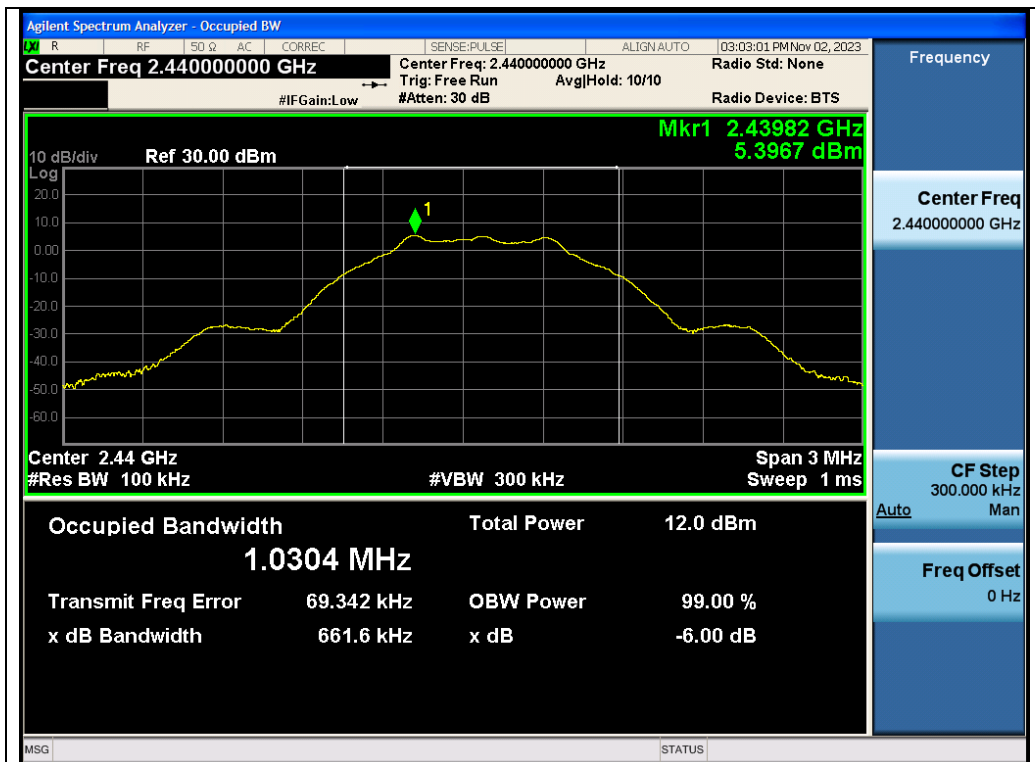 Agilent Spectrum Analyzer - Occupied BW
LXI R RF 50 Ω AC CORREC SENSE:PULSE ALIGN AUTO 03:03:01 PM Nov 02, 2023
Center Freq 2.440000000 GHz
Center Freq: 2.440000000 GHz
Radio Std: None
Trig: Free Run Avg|Hold: 10/10
#IFGain:Low
#Atten: 30 dB
Radio Device: BTS
Mkr1 2.43982 GHz
5.3967 dBm
10 dB/div Ref 30.00 dBm
Log
20.0
10.0
0.00
-10.0
-20.0
-30.0
-40.0
-50.0
-60.0
1
Center 2.44 GHz
Span 3 MHz
#Res BW 100 kHz
#VBW 300 kHz
Sweep 1 ms
Occupied Bandwidth
Total Power 12.0 dBm
1.0304 MHz
Transmit Freq Error 69.342 kHz
OBW Power 99.00 %
x dB Bandwidth 661.6 kHz
x dB -6.00 dB
Frequency
Center Freq
2.440000000 GHz
CF Step
300.000 kHz
Auto Man
Freq Offset
0 Hz
MSG
STATUS